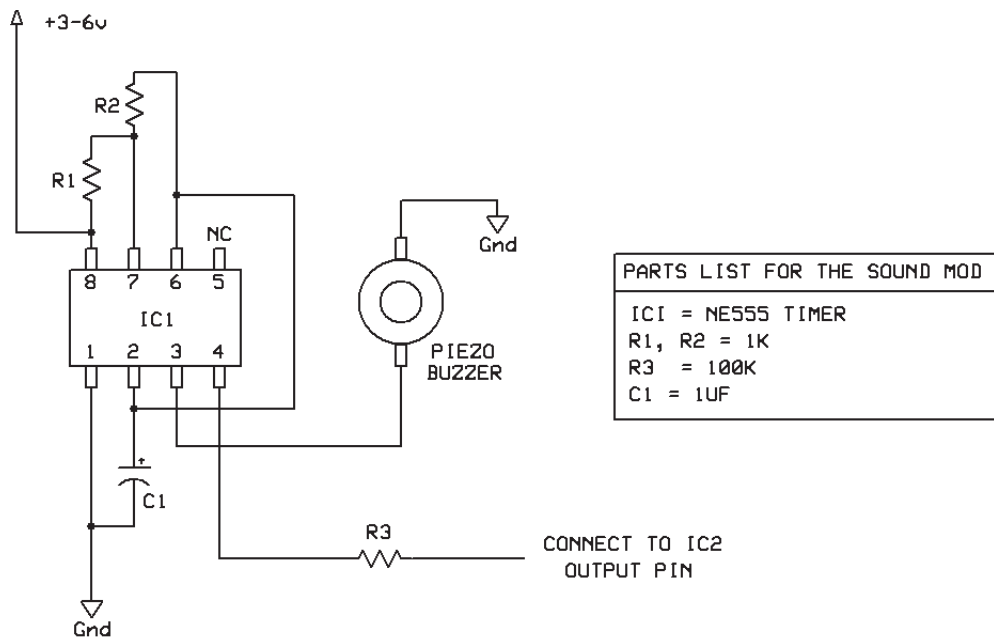 +3-6v
R2
R1
NC
Gnd
8 7 6 5
IC1
1 2 3 4
PIEZO
BUZZER
C1
R3
CONNECT TO IC2
OUTPUT PIN
Gnd
PARTS LIST FOR THE SOUND MOD
ICI = NE555 TIMER
R1, R2 = 1K
R3 = 100K
C1 = 1UF